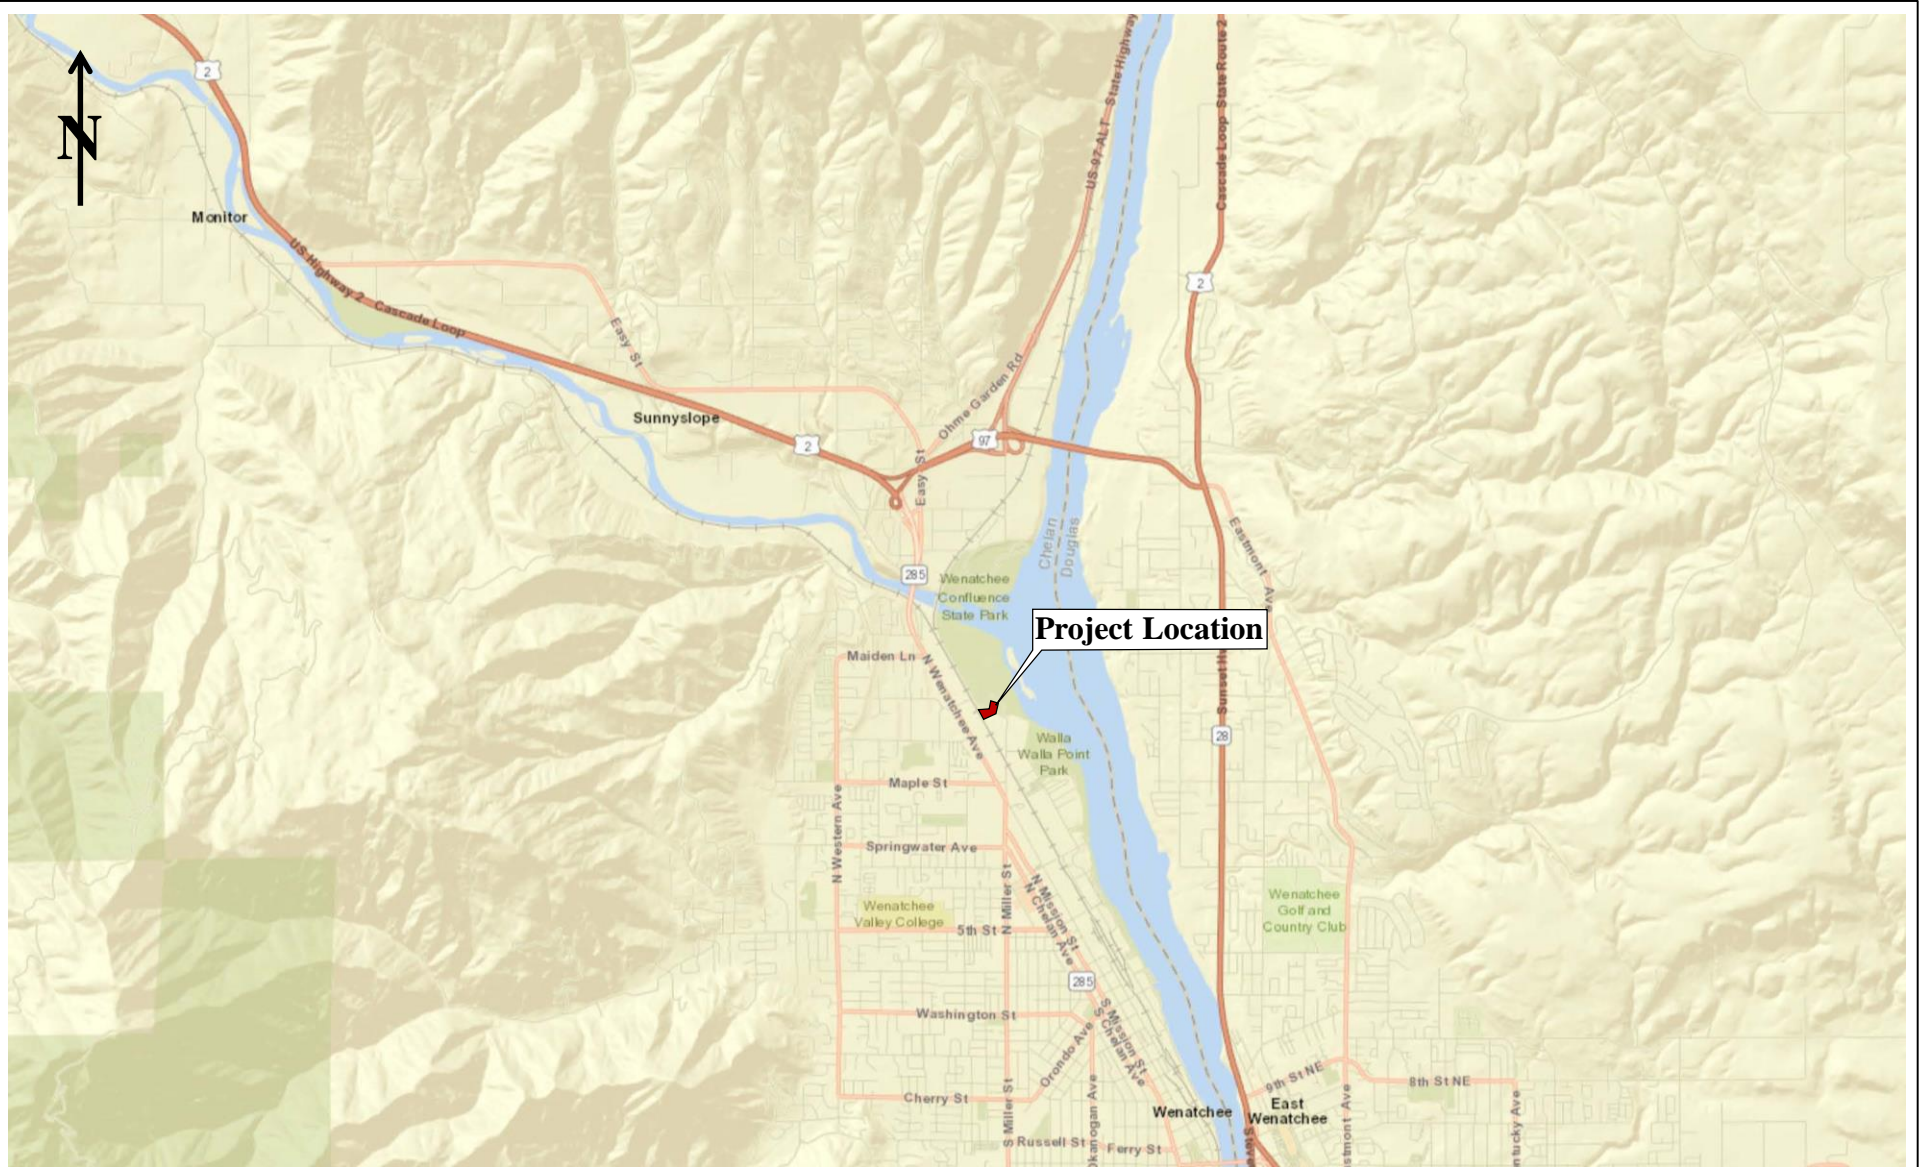 2
N
Monitor
US Highway 2
Cascade Loop
US 97 ALT
State Highway
Cascade Loop State Route 2
2
Easy St
Ohme Garden Rd
Sunnyslope
2
97
Easy St
Chelan
Douglas
Eastmont Ave
285
Wenatchee
Confluence
State Park
Project Location
Maiden Ln
N Wenatchee Ave
28
Walla
Walla Point
Park
Maple St
N Western Ave
Springwater Ave
N Miller St
N Mission St
N Chelan Ave
Wenatchee
Valley College
5th St
Wenatchee
Golf and
Country Club
285
Washington St
S Mission St
S Chelan Ave
Orondo Ave
Cherry St
S Miller St
9th St NE
8th St NE
Wenatchee
East
Wenatchee
Russell St
Ferry St